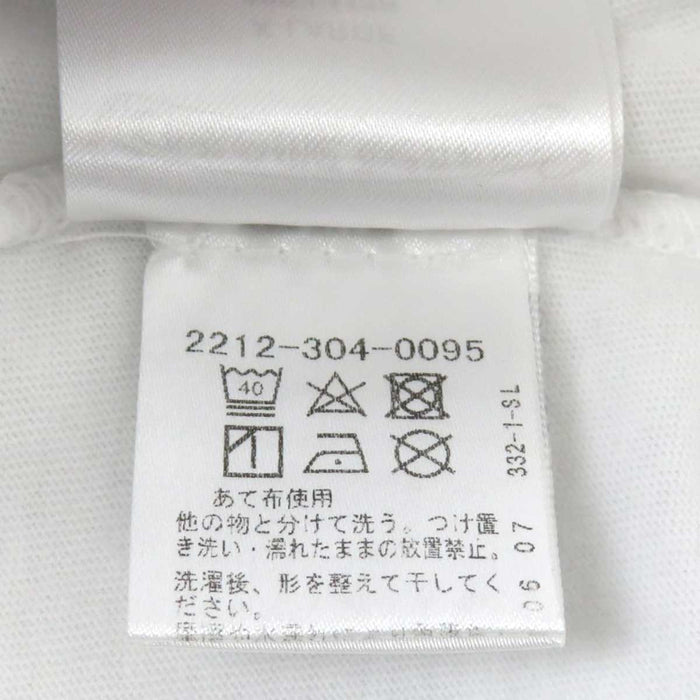 2212-304-0095
40
あて布使用
他の物と分けて洗う。つけ置
き洗い・濡れたままの放置禁止。
洗濯後、形を整えて干してく
ださい。
332-1-SL
06 07